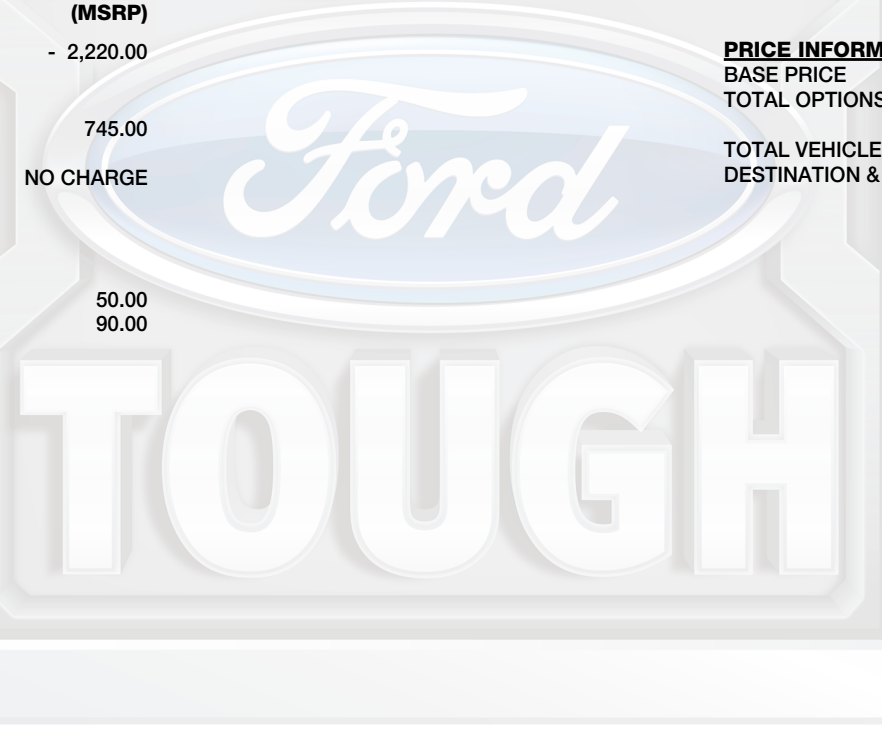 (MSRP)
- 2,220.00
745.00
NO CHARGE
50.00
90.00
PRICE INFORM
BASE PRICE
TOTAL OPTIONS
TOTAL VEHICLE
DESTINATION &
Ford
TOUGH